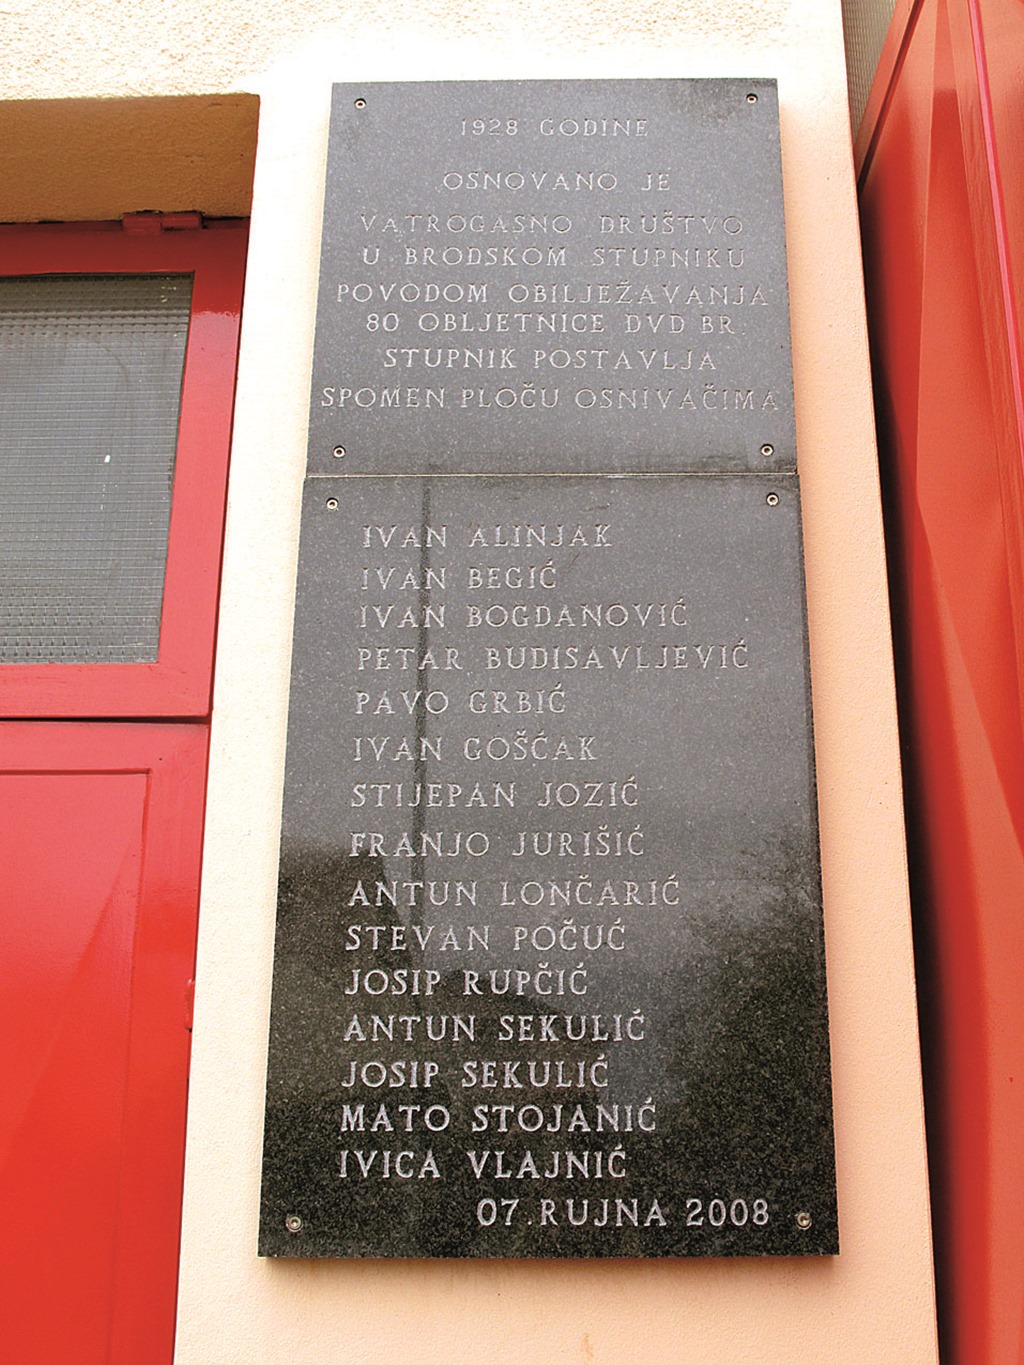 1928 GODINE
OSNOVANO JE
VATROGASNO DRUŠTVO
U BRODSKOM STUPNIKU
POVODOM OBILJEŽAVANJA
80 OBLJETNICE DVD BR.
STUPNIK POSTAVLJA
SPOMEN PLOČU OSNIVAČIMA
IVAN ALINJAK
IVAN BEGIĆ
IVAN BOGDANOVIĆ
PETAR BUDISAVLJEVIĆ
PAVO GRBIĆ
IVAN GOŠĆAK
STIJEPAN JOZIĆ
FRANJO JURIŠIĆ
ANTUN LONČARIĆ
STEVAN POČUĆ
JOSIP RUPČIĆ
ANTUN SEKULIĆ
JOSIP SEKULIĆ
MATO STOJANIĆ
IVICA VLAJNIĆ
07. RUJNA 2008